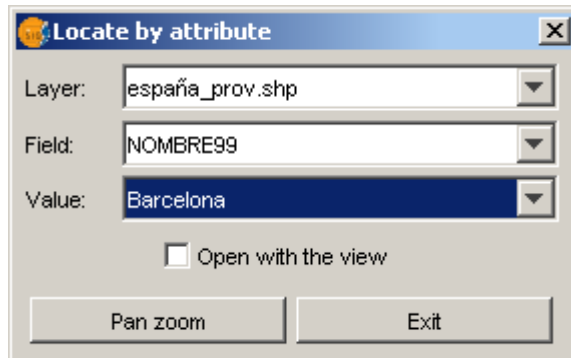 Locate by attribute
Layer: españa_prov.shp
Field: NOMBRE99
Value: Barcelona
Open with the view
Pan zoom Exit